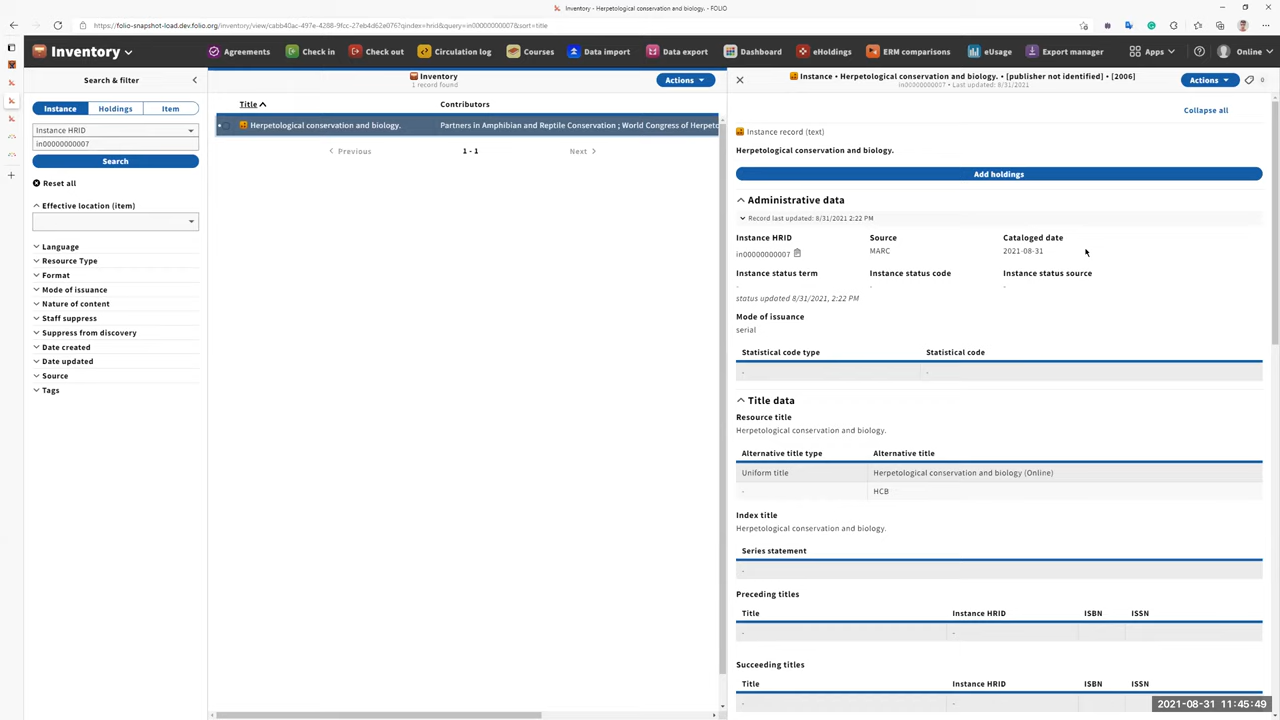 Inventory - Herpetological conservation and biology. - FOLIO
https://folio-snapshot-load.dev.folio.org/inventory/view/cabb40ac-497e-4288-9fcc-27eb4d62e076?qindex=hrid&query=in00000000007&sort=title
Inventory
Agreements
Check in
Check out
Circulation log
Courses
Data import
Data export
Dashboard
eHoldings
ERM comparisons
eUsage
Export manager
Apps
Online
Search & filter
Instance
Holdings
Item
Instance HRID
in00000000007
Search
Reset all
Effective location (item)
Language
Resource Type
Format
Mode of issuance
Nature of content
Staff suppress
Suppress from discovery
Date created
Date updated
Source
Tags
Inventory
1 record found
Actions
Title
Contributors
Herpetological conservation and biology.
Partners in Amphibian and Reptile Conservation ; World Congress of Herpeto
Previous
1 - 1
Next
Instance • Herpetological conservation and biology. • [publisher not identified] • [2006]
in00000000007 • Last updated: 8/31/2021
Actions
0
Collapse all
Instance record (text)
Herpetological conservation and biology.
Add holdings
Administrative data
Record last updated: 8/31/2021 2:22 PM
Instance HRID
Source
Cataloged date
in00000000007
MARC
2021-08-31
Instance status term
Instance status code
Instance status source
-
-
-
status updated 8/31/2021, 2:22 PM
Mode of issuance
serial
Statistical code type
Statistical code
-
-
Title data
Resource title
Herpetological conservation and biology.
Alternative title type
Alternative title
Uniform title
Herpetological conservation and biology (Online)
-
HCB
Index title
Herpetological conservation and biology.
Series statement
-
Preceding titles
Title
Instance HRID
ISBN
ISSN
-
-
Succeeding titles
Title
Instance HRID
ISBN
ISSN
-
-
2021-08-31 11:45:49